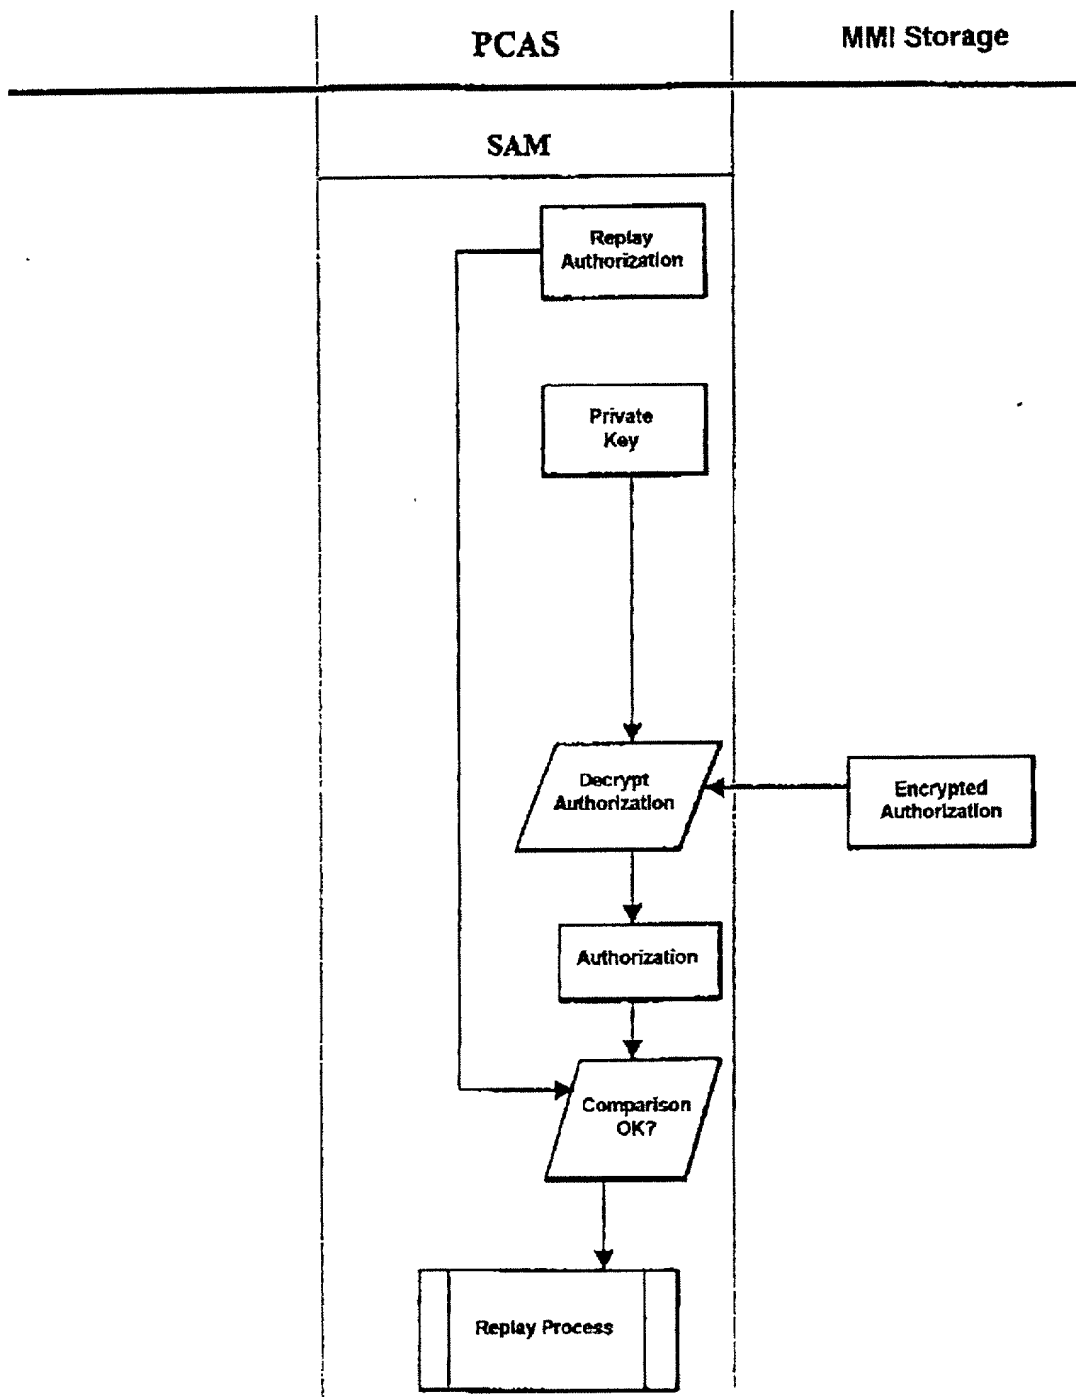 PCAS
MMI Storage
SAM
Replay
Authorization
Private
Key
Decrypt
Authorization
Encrypted
Authorization
Authorization
Comparison
OK?
Replay Process